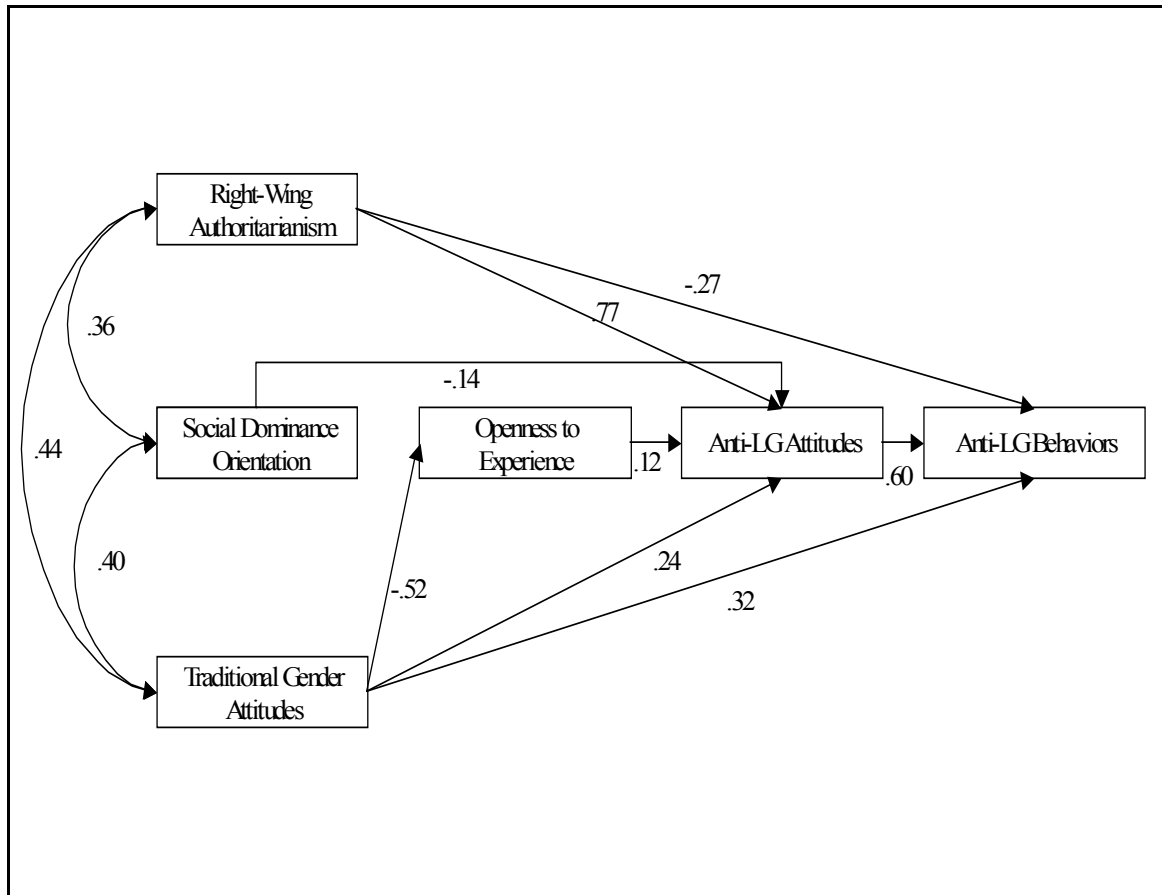 Right-Wing
Authoritarianism
-.27
.77
.36
-.14
Social Dominance
Orientation
Openness to
Experience
Anti-LG Attitudes
Anti-LG Behaviors
.44
.12
.60
.40
.24
-.52
.32
Traditional Gender
Attitudes